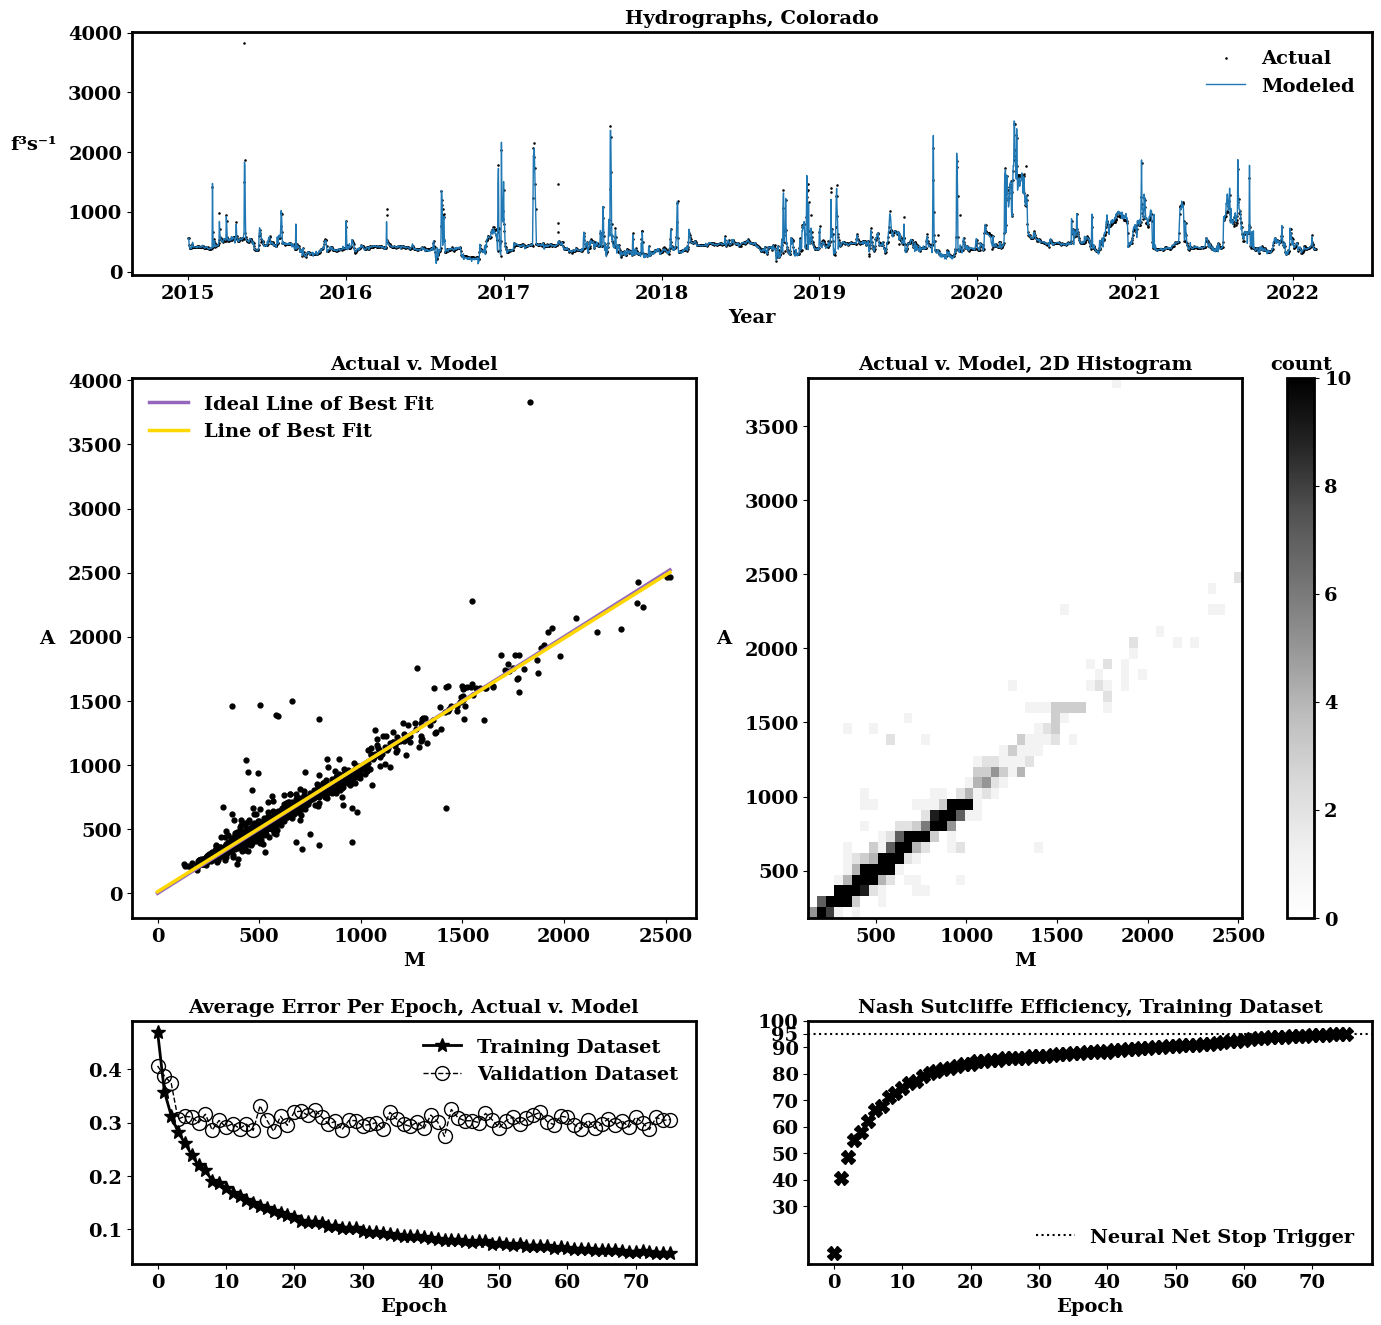 Hydrographs, Colorado
4000
3000
2000
1000
0
f³s⁻¹
Actual
Modeled
2015 2016 2017 2018 2019 2020 2021 2022
Year
Actual v. Model
4000
3500
3000
2500
2000
1500
1000
500
0
A
Ideal Line of Best Fit
Line of Best Fit
0 500 1000 1500 2000 2500
M
Actual v. Model, 2D Histogram
3500
3000
2500
2000
1500
1000
500
A
500 1000 1500 2000 2500
M
count
10
8
6
4
2
0
Average Error Per Epoch, Actual v. Model
0.4
0.3
0.2
0.1
Training Dataset
Validation Dataset
0 10 20 30 40 50 60 70
Epoch
Nash Sutcliffe Efficiency, Training Dataset
100
95
90
80
70
60
50
40
30
Neural Net Stop Trigger
0 10 20 30 40 50 60 70
Epoch